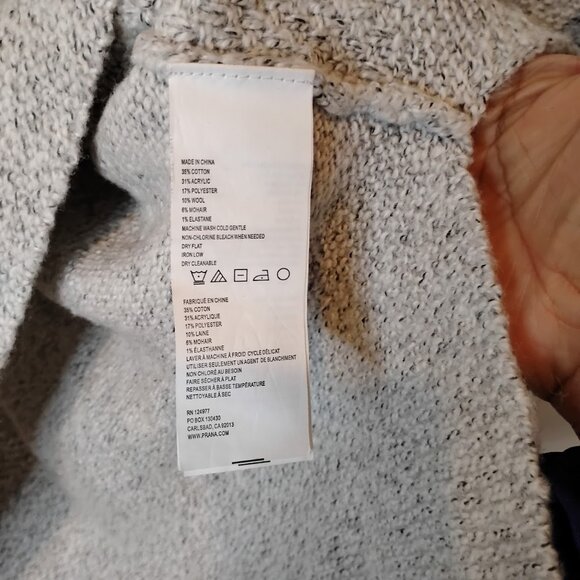 MADE IN CHINA
35% COTTON
31% ACRYLIC
17% POLYESTER
10% WOOL
6% MOHAIR
1% ELASTANE
MACHINE WASH COLD GENTLE
NON-CHLORINE BLEACH WHEN NEEDED
DRY FLAT
IRON LOW
DRY CLEANABLE
FABRIQUÉ EN CHINE
35% COTON
31% ACRYLIQUE
17% POLYESTER
10% LAINE
6% MOHAIR
1% ÉLASTHANNE
LAVER À MACHINE À FROID CYCLE DÉLICAT
UTILISER SEULEMENT UN AGENT DE BLANCHIMENT
NON CHLORÉ AU BESOIN
FAIRE SÉCHER À PLAT
REPASSER À BASSE TEMPÉRATURE
NETTOYABLE À SEC
RN 124977
PO BOX 130430
CARLSBAD, CA 92013
WWW.PRANA.COM